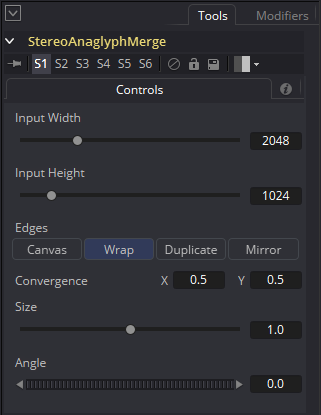 Tools Modifiers
StereoAnaglyphMerge
S1 S2 S3 S4 S5 S6
Controls
Input Width
2048
Input Height
1024
Edges
Canvas Wrap Duplicate Mirror
Convergence X 0.5 Y 0.5
Size
1.0
Angle
0.0